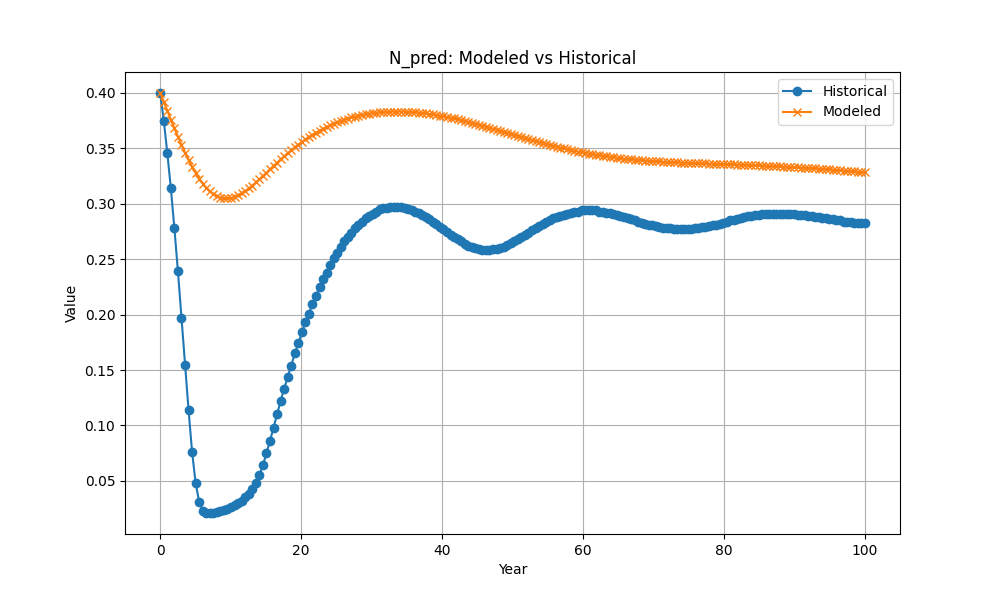 N_pred: Modeled vs Historical
Historical
Modeled
0.40
0.35
0.30
0.25
0.20
0.15
0.10
0.05
Value
0 20 40 60 80 100
Year